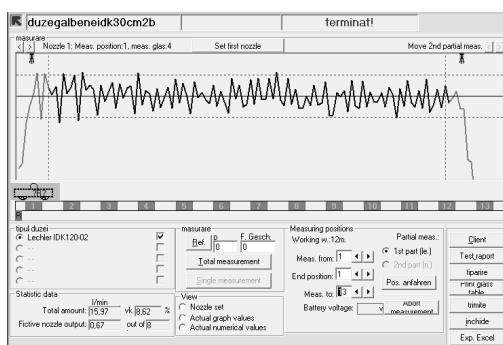 duzegalbeneidk30cm2b
terminat!
masurare
< > Nozzle 1: Meas. position:1, meas. glas:4
Set first nozzle
Move 2nd partial meas. < >
1 2 3 4 5 6 7 8 9 10 11 12 13
R
tipul duzei
Lechler IDK120-02
- -
- -
- -
masurare
Ref. p F. Gesch.
0 0
Total measurement
Single measurement
Measuring positions
Working w.:12m.
Partial meas.:
Meas. from: 1
1st part (le.)
2nd part (ri.)
End position: 1
Pos. anfahren
Meas. to: 13
Battery voltage: v
Abort measurement
Client
Test,raport
tiparire
Print glass table
trimite
inchide
Exp. Excel
Statistic data
l/min
Total amount: 15,97 vk 8.62 %
Fictive nozzle output: 0,67 out of 8
View
Nozzle set
Actual graph values
Actual numerical values